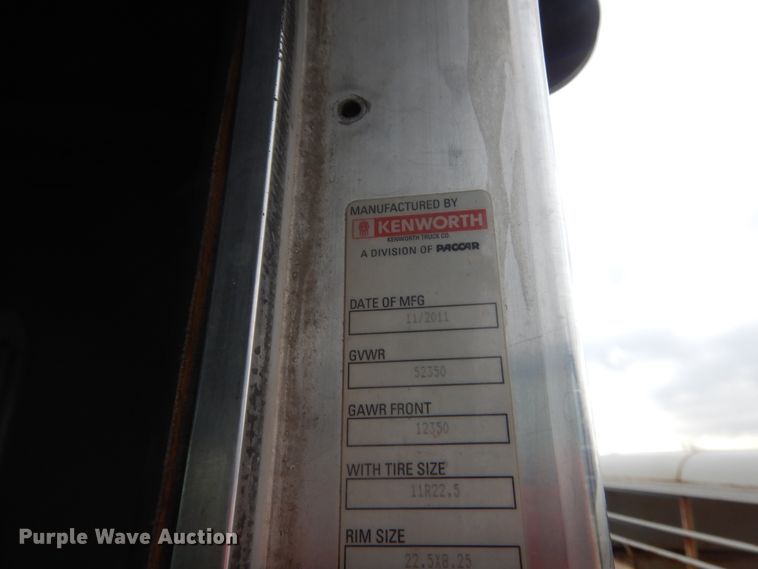 MANUFACTURED BY
KENWORTH
KENWORTH TRUCK CO.
A DIVISION OF PACCAR
DATE OF MFG
11/2011
GVWR
52350
GAWR FRONT
12350
WITH TIRE SIZE
11R22.5
RIM SIZE
22.5X8.25
Purple Wave Auction